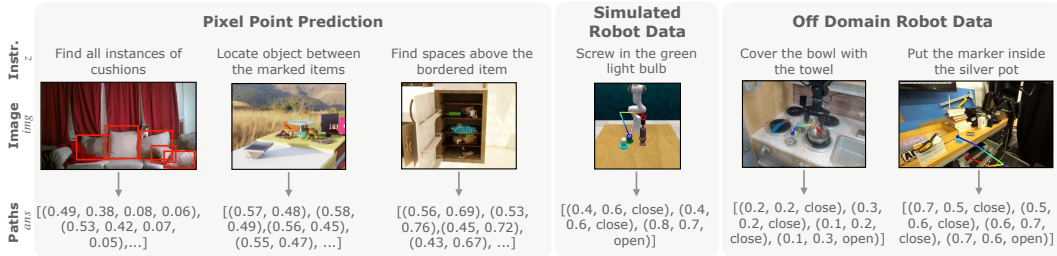 Pixel Point Prediction
Simulated
Robot Data
Off Domain Robot Data
Instr.
z
Find all instances of
cushions
Locate object between
the marked items
Find spaces above the
bordered item
Screw in the green
light bulb
Cover the bowl with
the towel
Put the marker inside
the silver pot
Image
img
Paths
ans
[(0.49, 0.38, 0.08, 0.06),
(0.53, 0.42, 0.07,
0.05),...]
[(0.57, 0.48), (0.58,
0.49),(0.56, 0.45),
(0.55, 0.47), ...]
[(0.56, 0.69), (0.53,
0.76),(0.45, 0.72),
(0.43, 0.67), ...]
[(0.4, 0.6, close), (0.4,
0.6, close), (0.8, 0.7,
open)]
[(0.2, 0.2, close), (0.3,
0.2, close), (0.1, 0.2,
close), (0.1, 0.3, open)]
[(0.7, 0.5, close), (0.5,
0.6, close), (0.6, 0.7,
close), (0.7, 0.6, open)]